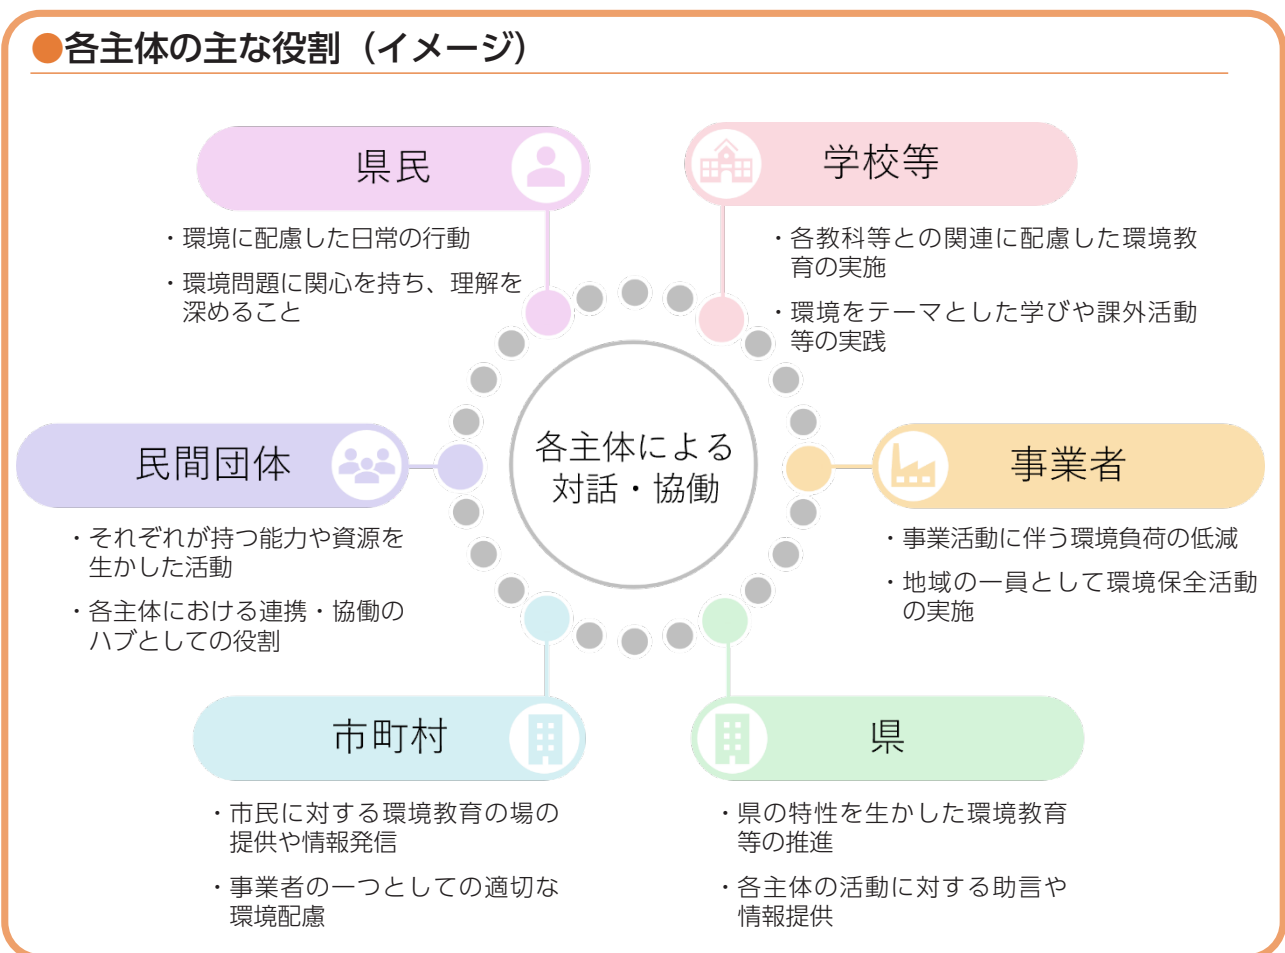 ●各主体の主な役割（イメージ）
県民
・環境に配慮した日常の行動
・環境問題に関心を持ち、理解を
深めること
学校等
・各教科等との関連に配慮した環境教
育の実施
・環境をテーマとした学びや課外活動
等の実践
各主体による
対話・協働
民間団体
・それぞれが持つ能力や資源を
生かした活動
・各主体における連携・協働の
ハブとしての役割
事業者
・事業活動に伴う環境負荷の低減
・地域の一員として環境保全活動
の実施
市町村
・市民に対する環境教育の場の
提供や情報発信
・事業者の一つとしての適切な
環境配慮
県
・県の特性を生かした環境教育
等の推進
・各主体の活動に対する助言や
情報提供